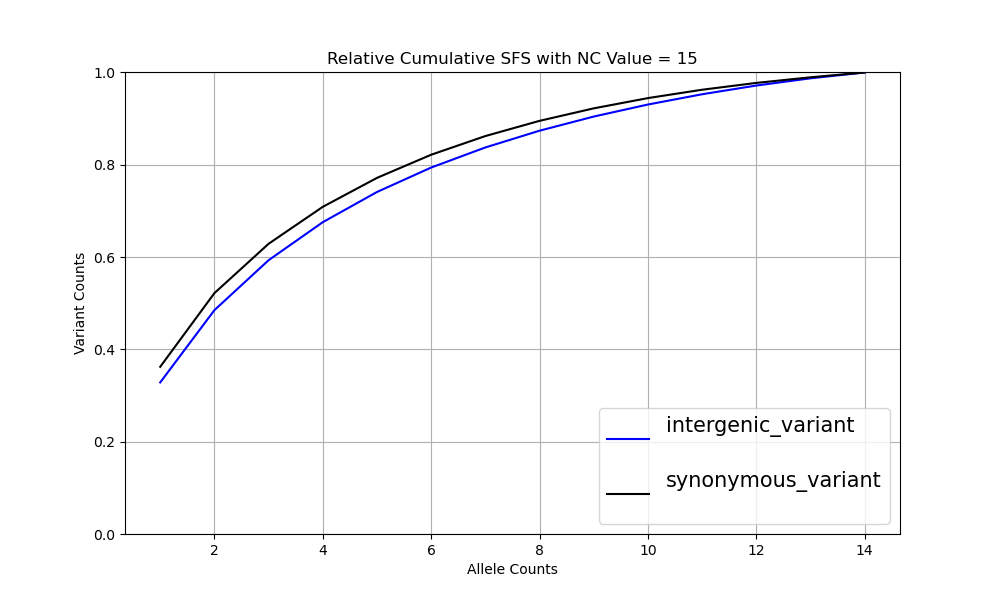 Relative Cumulative SFS with NC Value = 15
1.0
0.8
0.6
0.4
0.2
0.0
Variant Counts
intergenic_variant
synonymous_variant
2 4 6 8 10 12 14
Allele Counts